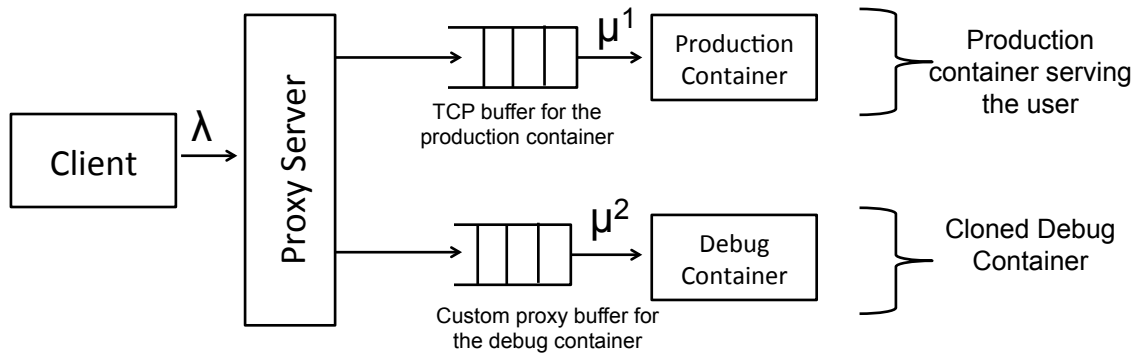 Client
λ
Proxy Server
μ¹
TCP buffer for the
production container
Production
Container
Production
container serving
the user
μ²
Custom proxy buffer for
the debug container
Debug
Container
Cloned Debug
Container